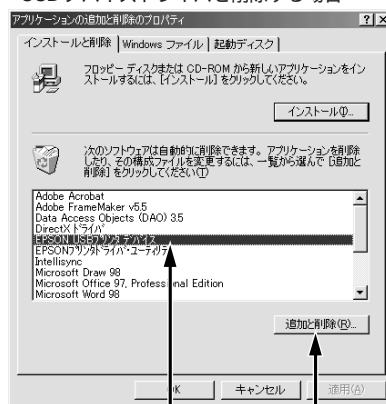 USBデバイスドライバを削除する場合
アプリケーションの追加と削除のプロパティ
インストールと削除 Windows ファイル 起動ディスク
フロッピー ディスクまたは CD-ROM から新しいアプリケーションをイン
ストールするには、[インストール] をクリックしてください。
インストール(I)...
次のソフトウェアは自動的に削除できます。アプリケーションを削除
したり、その構成ファイルを変更するには、一覧から選んで [追加と
削除] をクリックしてください(T)
Adobe Acrobat
Adobe FrameMaker v5.5
Data Access Objects (DAO) 3.5
DirectX ドライバ
EPSON USBプリンタデバイス
EPSONプリンタドライバ・ユーティリティ
Intellisync
Microsoft Draw 98
Microsoft Office 97, Professional Edition
Microsoft Word 98
追加と削除(R)...
OK キャンセル 適用(A)